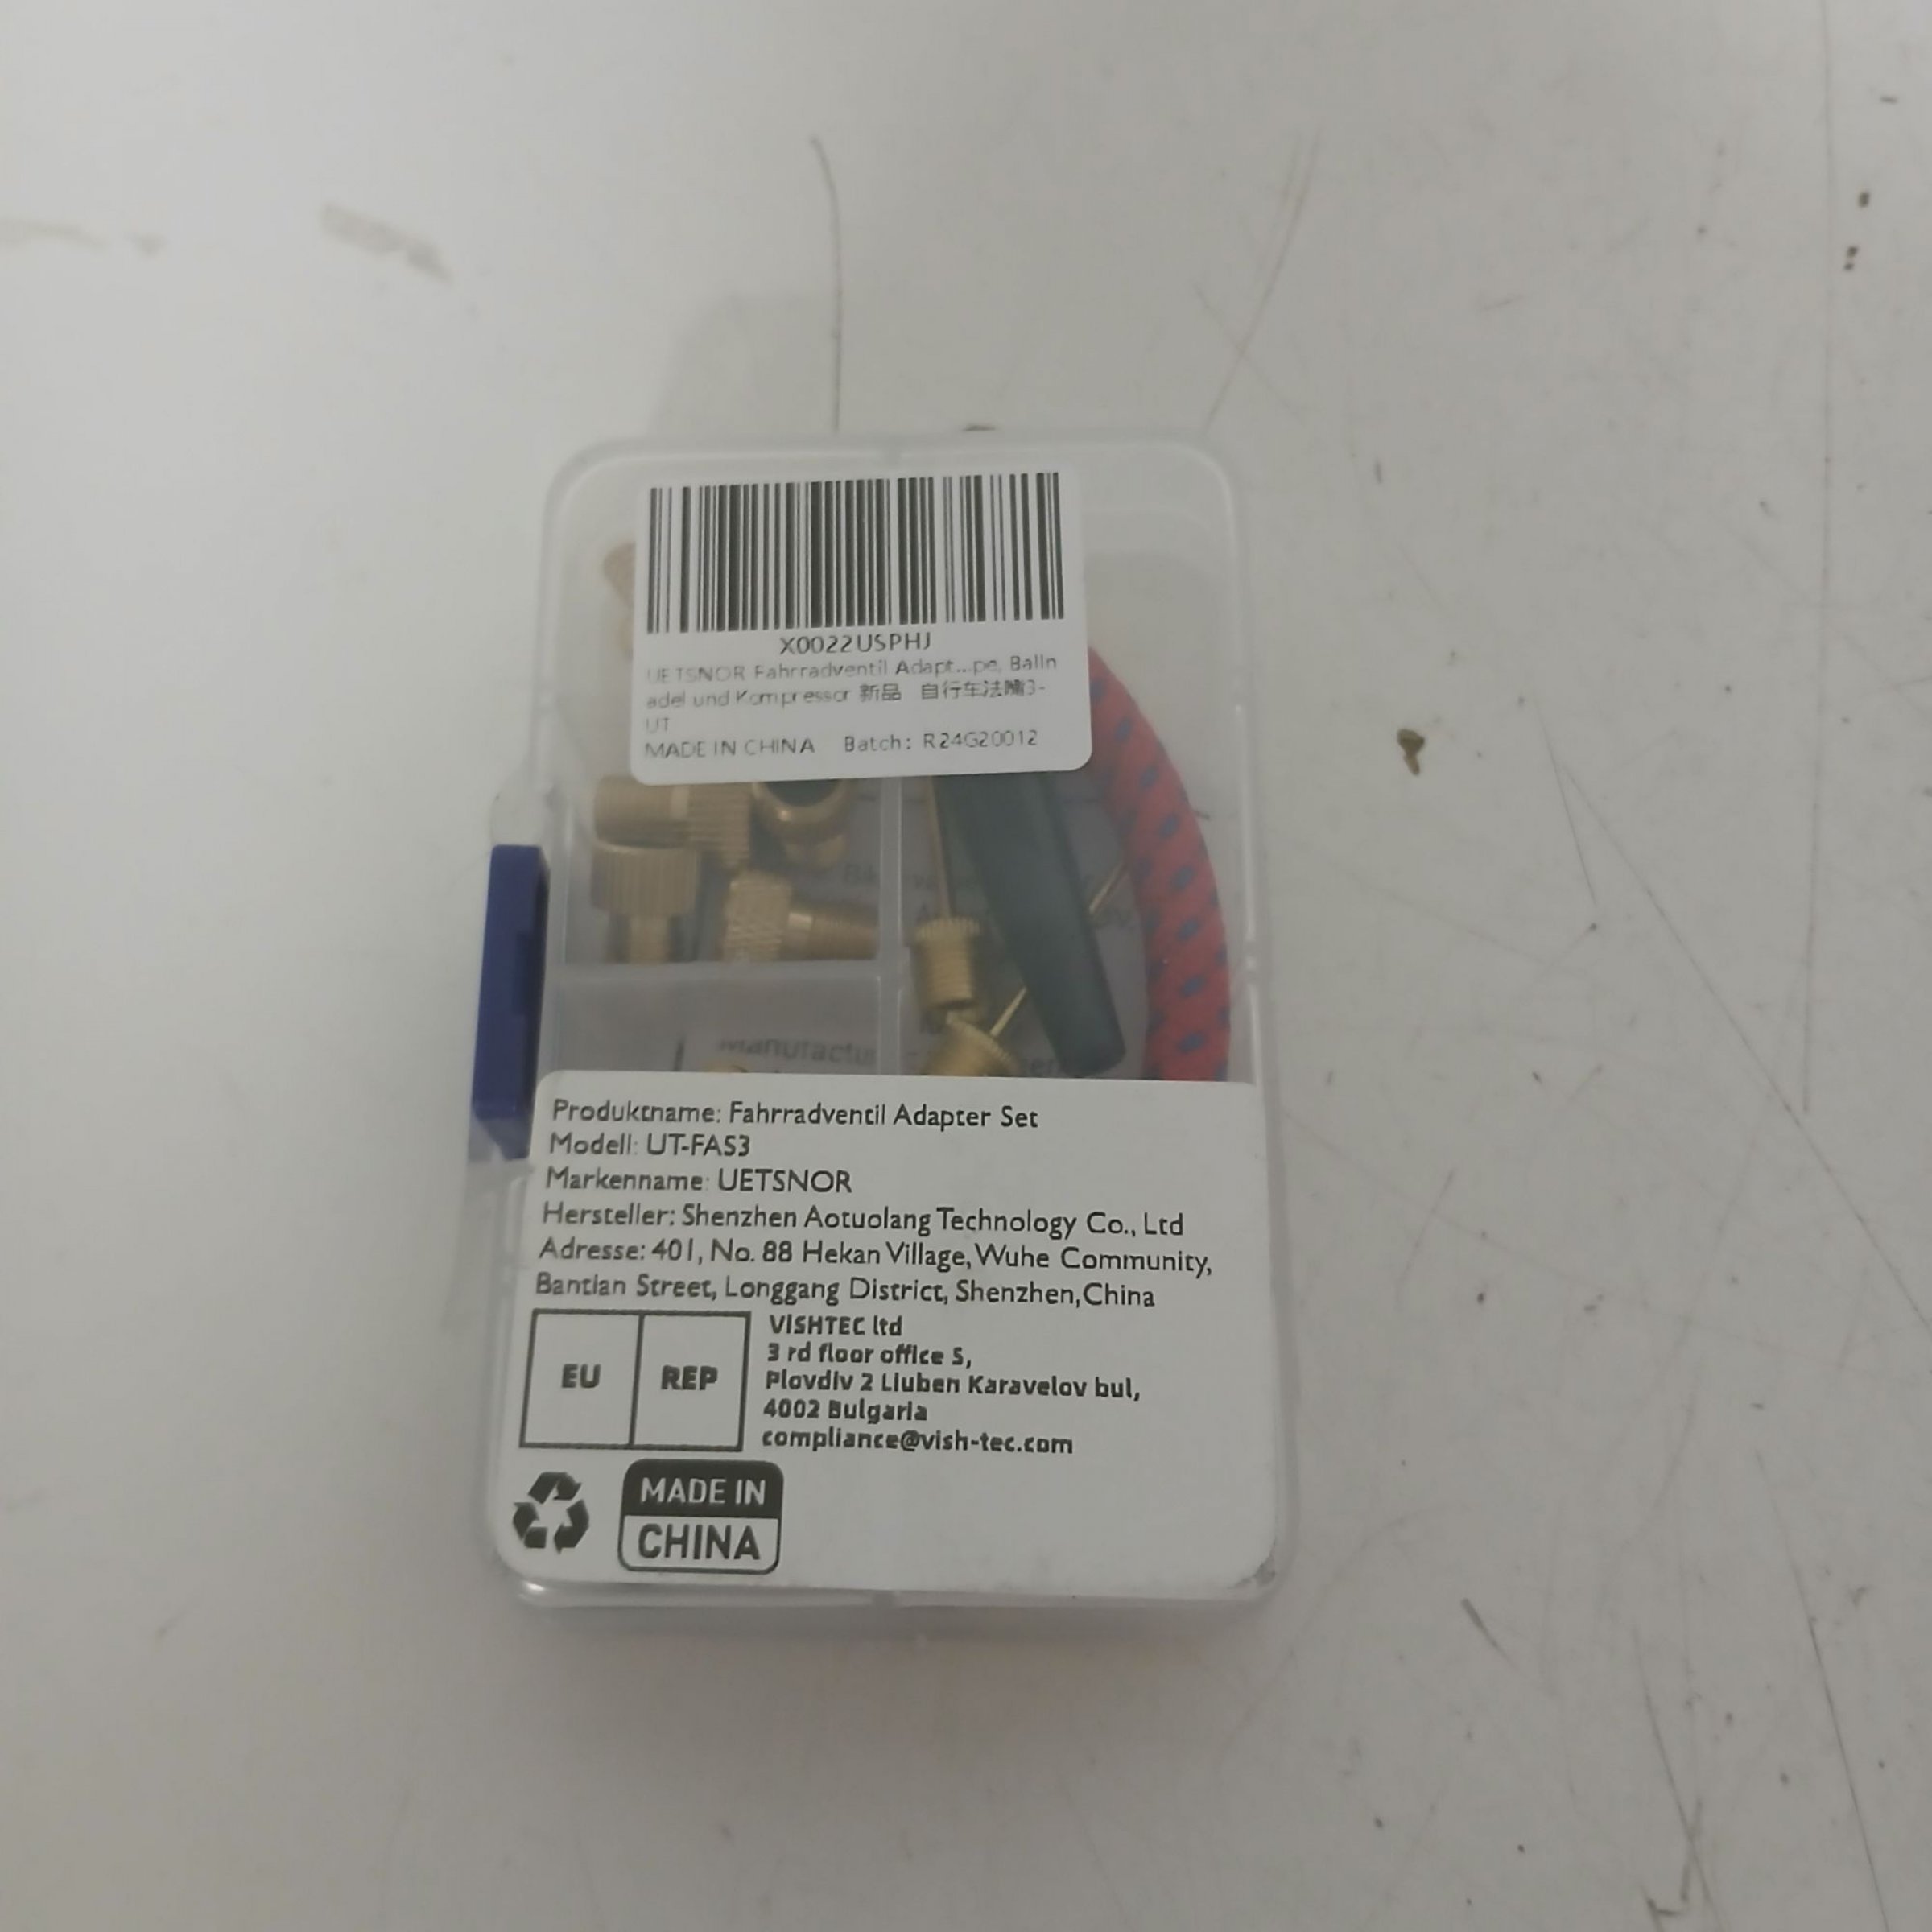 X0022USPHJ
UETSNOR Fahrradventil Adapt...pe, Balln
adel und Kompressor 新品 自行车法嘴3-
UT
MADE IN CHINA Batch: R24G20012
Manufactu
Produktname: Fahrradventil Adapter Set
Modell: UT-FAS3
Markenname: UETSNOR
Hersteller: Shenzhen Aotuolang Technology Co., Ltd
Adresse: 401, No. 88 Hekan Village, Wuhe Community,
Bantian Street, Longgang District, Shenzhen, China
EU REP
VISHTEC ltd
3 rd floor office 5,
Plovdiv 2 Liuben Karavelov bul,
4002 Bulgaria
compliance@vish-tec.com
MADE IN
CHINA